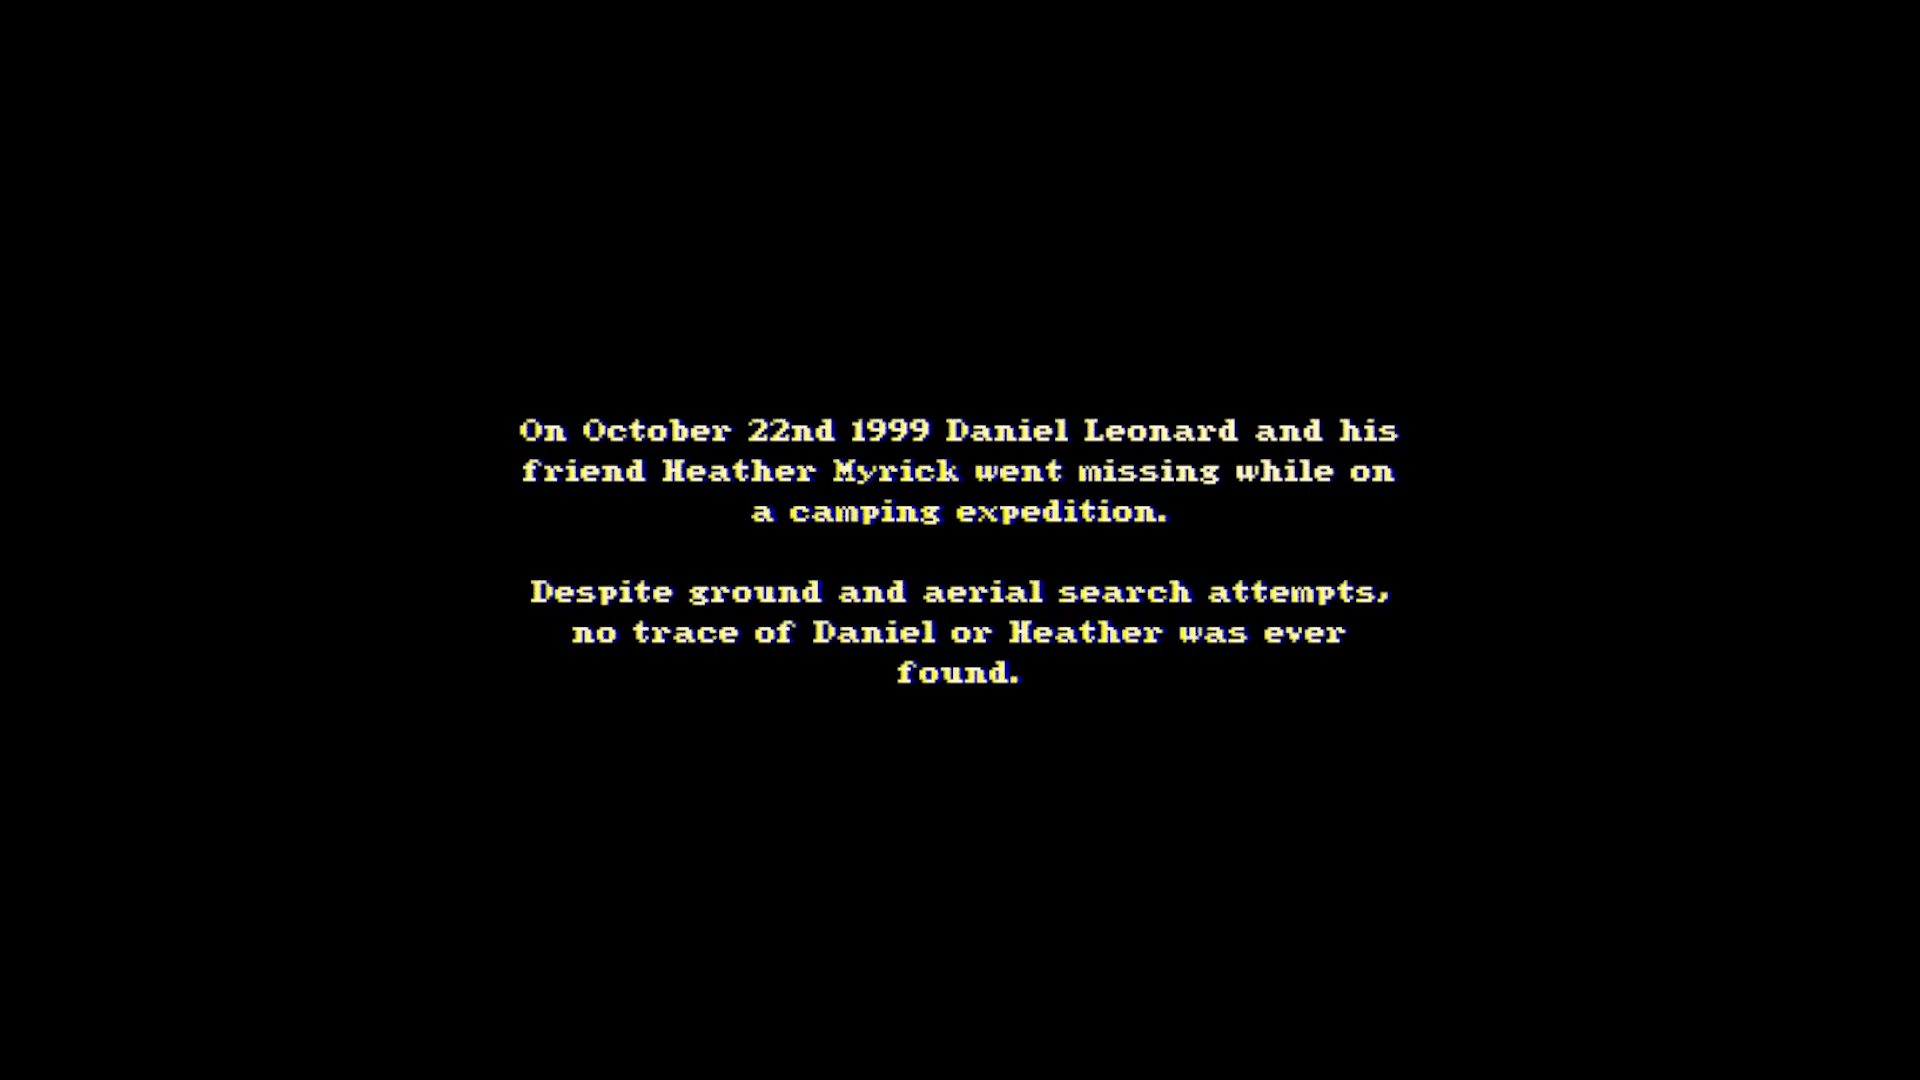 On October 22nd 1999 Daniel Leonard and his
friend Heather Myrick went missing while on
a camping expedition.
Despite ground and aerial search attempts,
no trace of Daniel or Heather was ever
found.